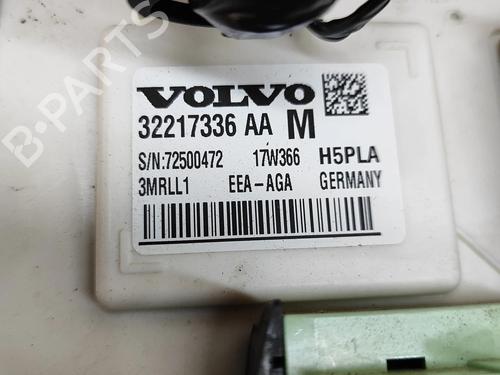 B-PARTS
VOLVO
32217336 AA M
S/N:72500472 17W366 H5PLA
3MRLL1 EEA-AGA GERMANY